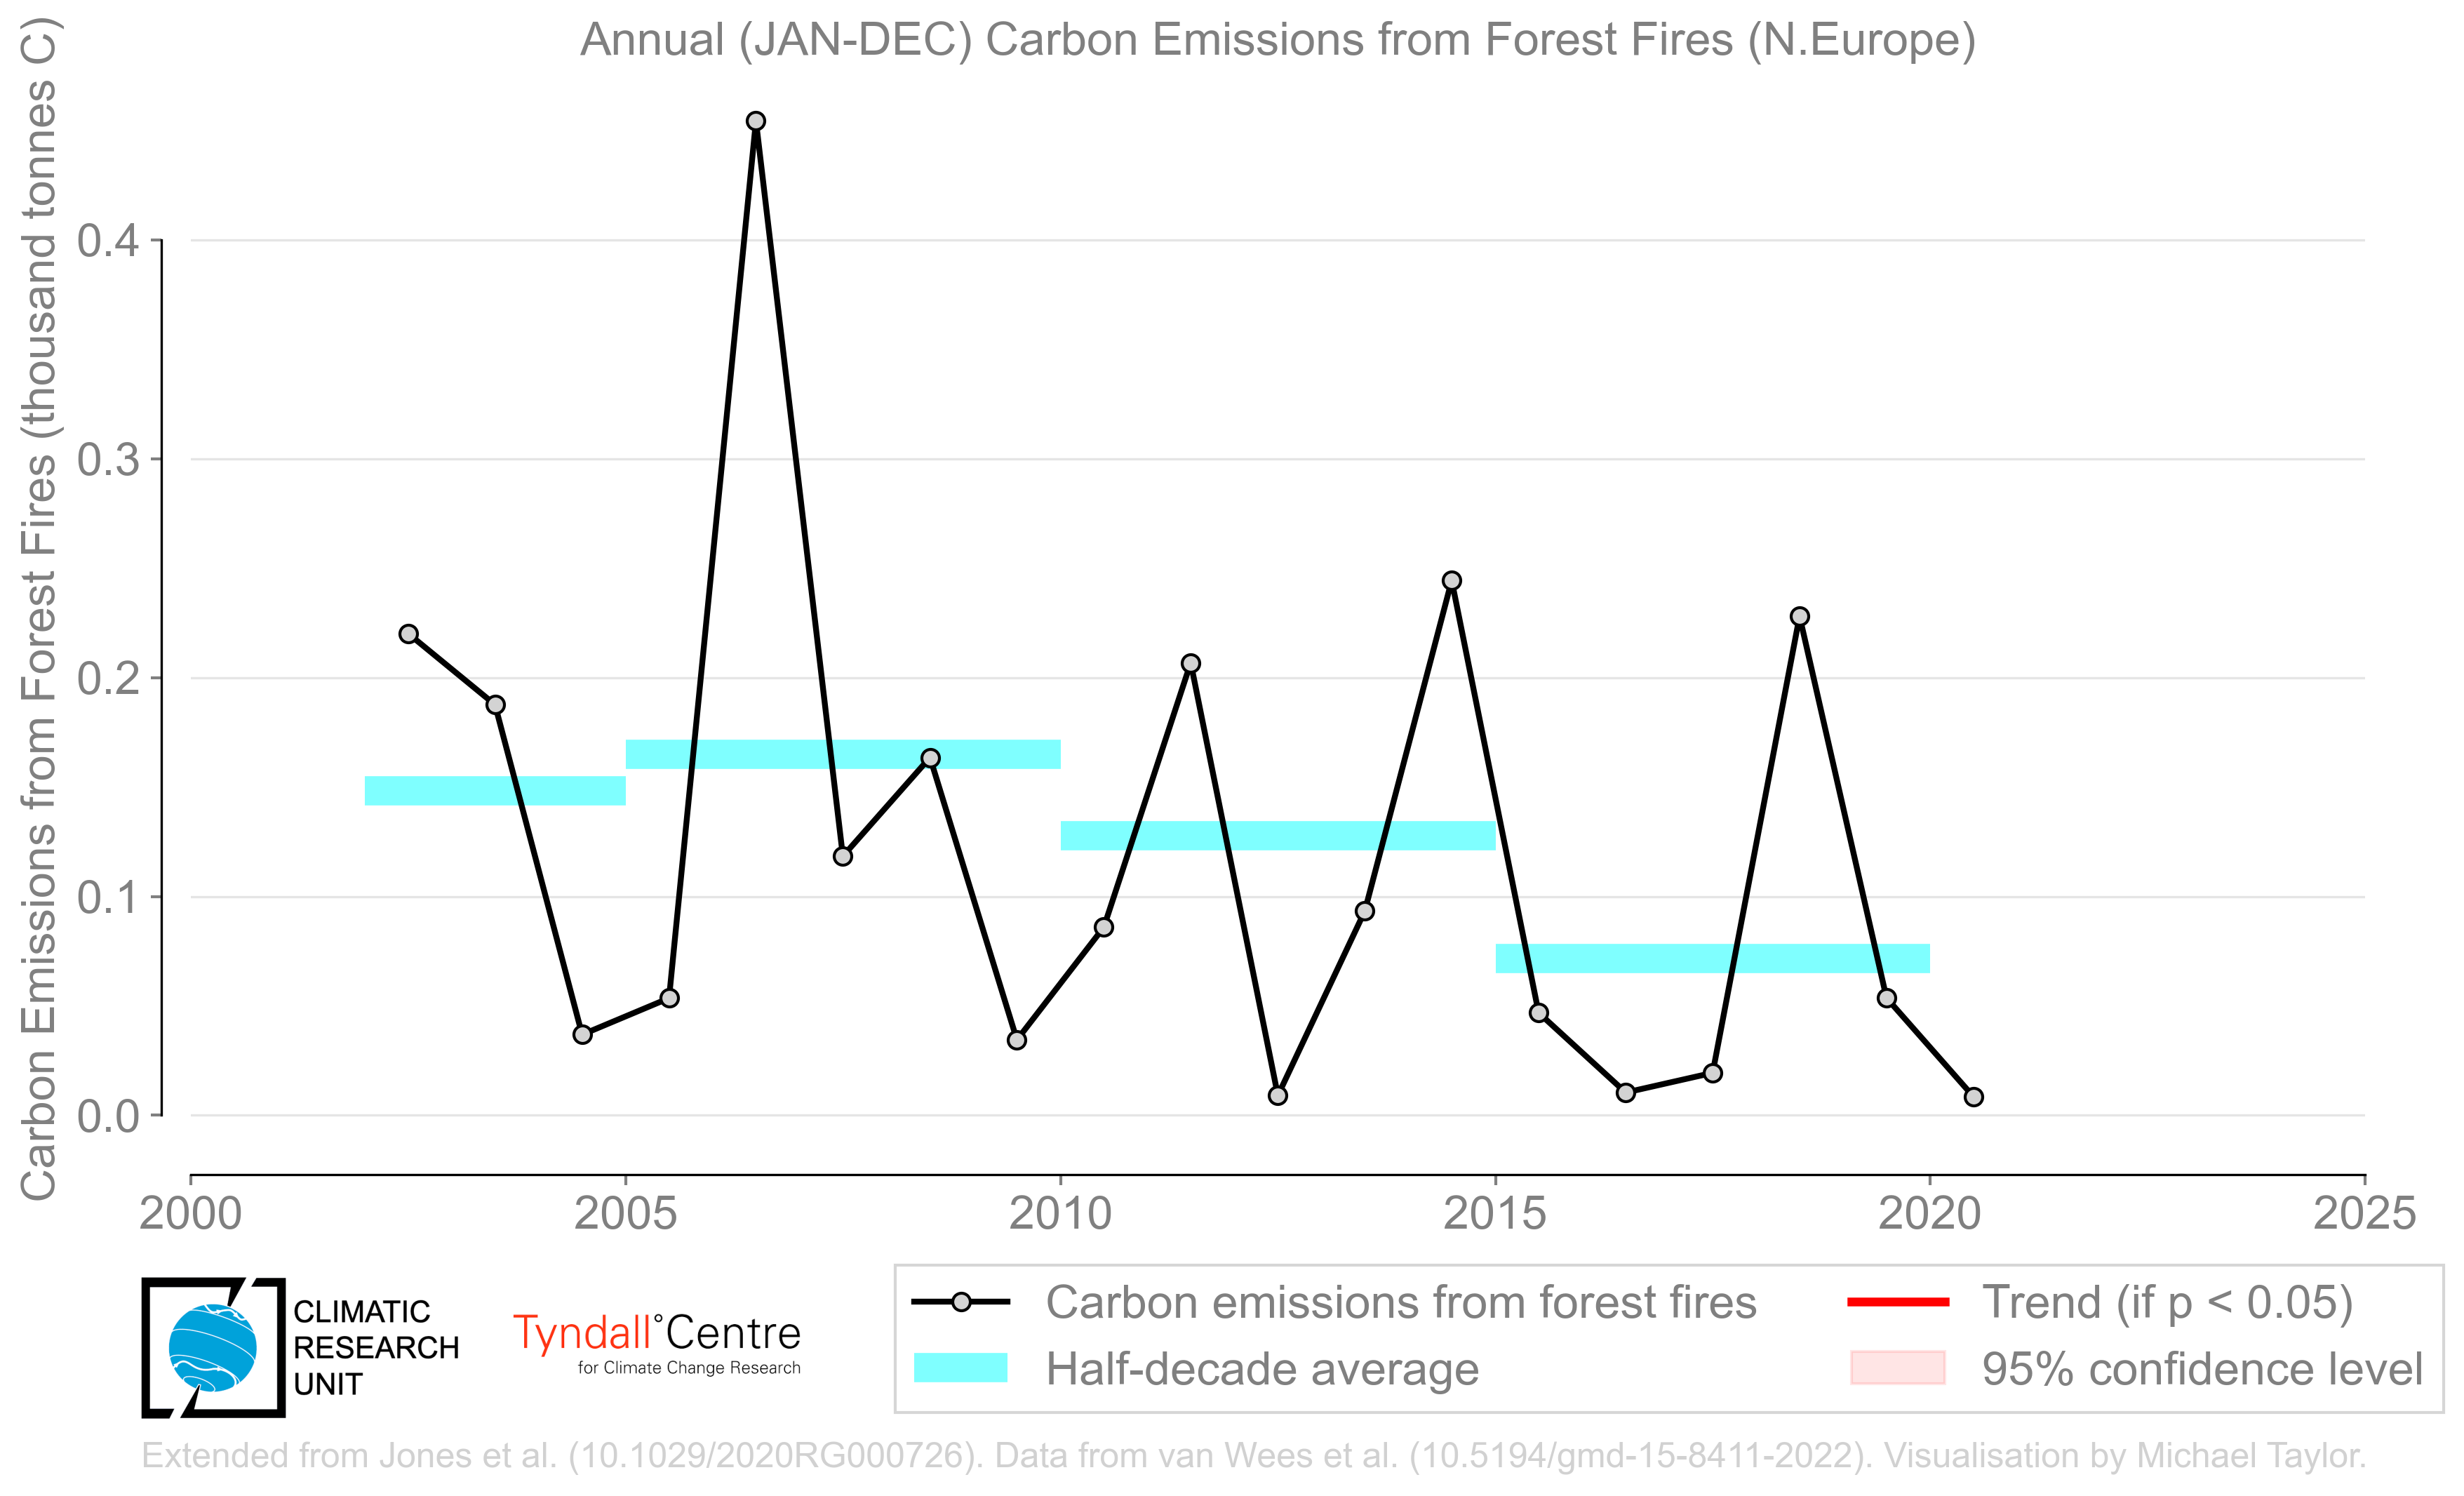 Annual (JAN-DEC) Carbon Emissions from Forest Fires (N.Europe)
Carbon Emissions from Forest Fires (thousand tonnes C)
0.4
0.3
0.2
0.1
0.0
2000
2005
2010
2015
2020
2025
CLIMATIC
RESEARCH
UNIT
Tyndall°Centre
for Climate Change Research
Carbon emissions from forest fires
Half-decade average
Trend (if p < 0.05)
95% confidence level
Extended from Jones et al. (10.1029/2020RG000726). Data from van Wees et al. (10.5194/gmd-15-8411-2022). Visualisation by Michael Taylor.